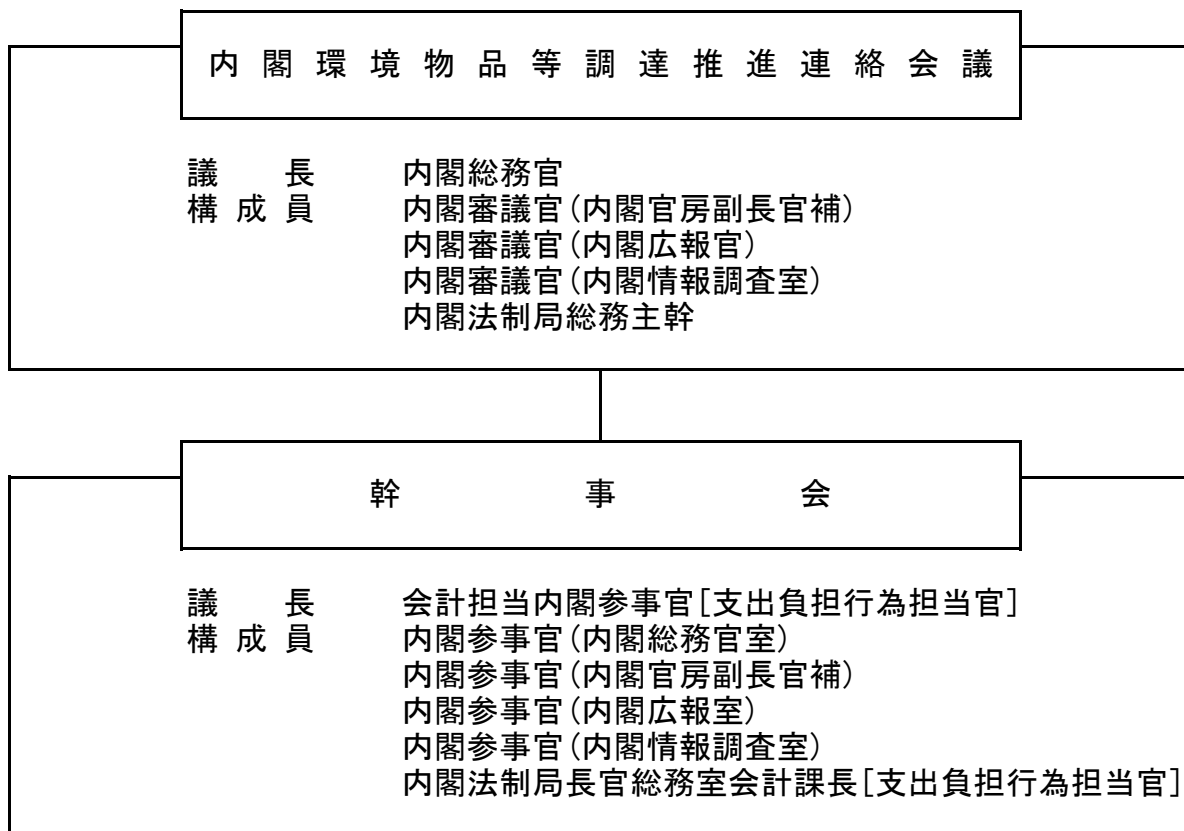 内閣環境物品等調達推進連絡会議
議長 内閣総務官
構成員 内閣審議官(内閣官房副長官補)
内閣審議官(内閣広報官)
内閣審議官(内閣情報調査室)
内閣法制局総務主幹
幹事会
議長 会計担当内閣参事官[支出負担行為担当官]
構成員 内閣参事官(内閣総務官室)
内閣参事官(内閣官房副長官補)
内閣参事官(内閣広報室)
内閣参事官(内閣情報調査室)
内閣法制局長官総務室会計課長[支出負担行為担当官]